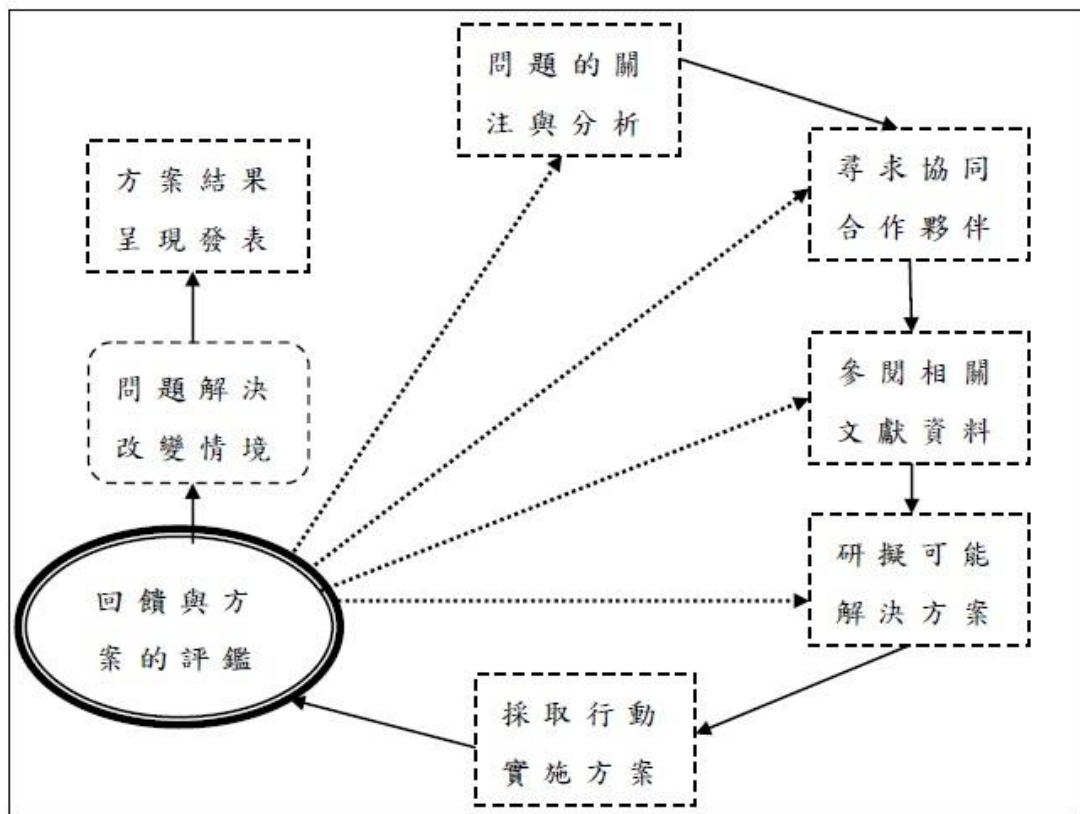 問題的關
注與分析
尋求協同
合作夥伴
參閱相關
文獻資料
研擬可能
解決方案
採取行動
實施方案
回饋與方
案的評鑑
問題解決
改變情境
方案結果
呈現發表